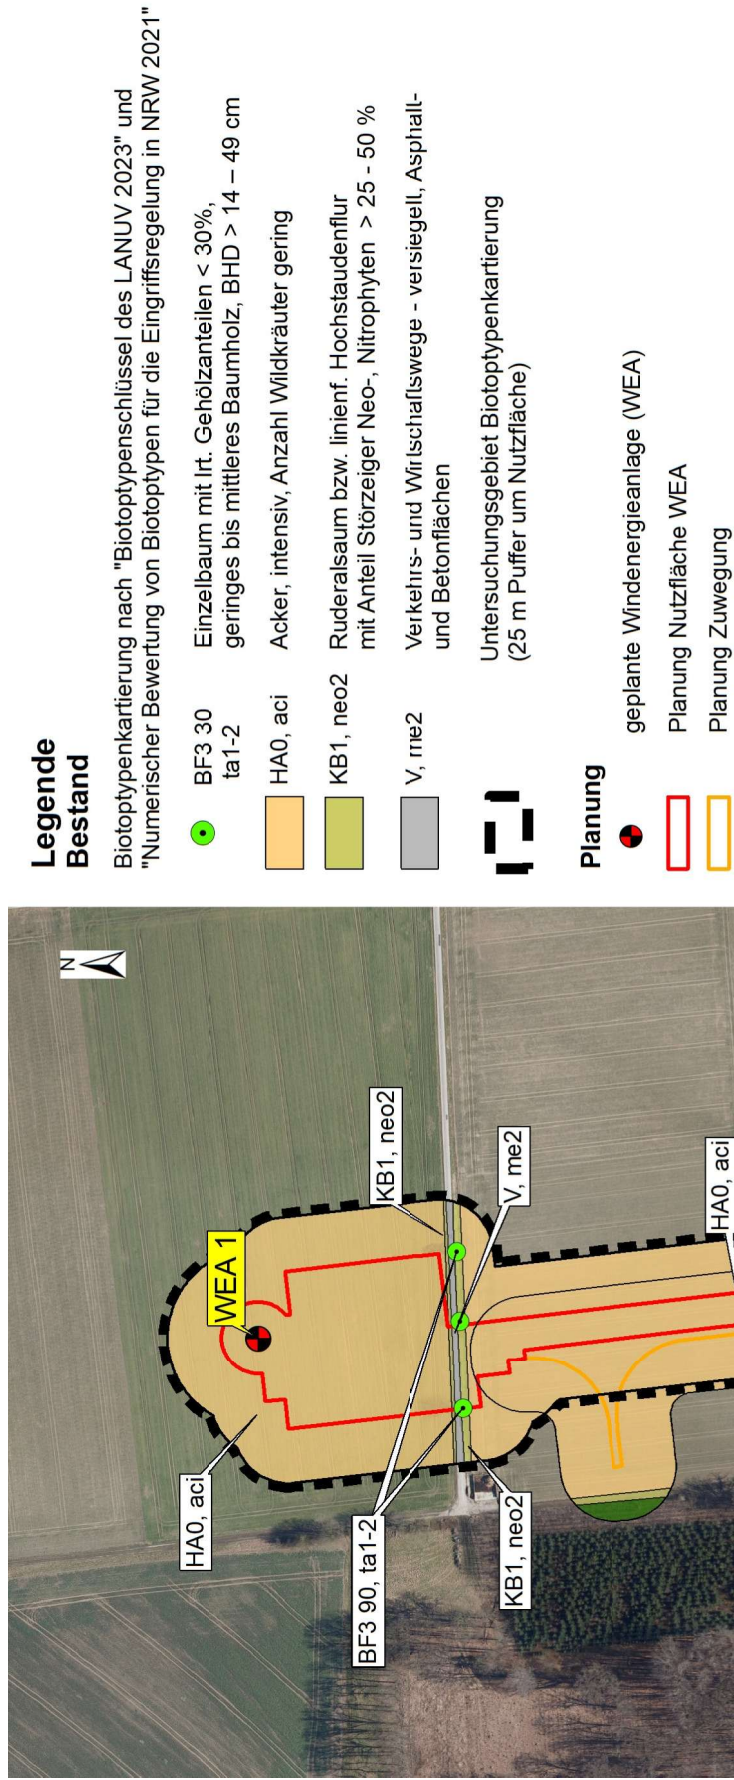 Legende
Bestand
Biotoptypenkartierung nach "Biotoptypenschlüssel des LANUV 2023" und
"Numerischer Bewertung von Biotoptypen für die Eingriffsregelung in NRW 2021"
BF3 30
ta1-2
Einzelbaum mit lrt. Gehölzanteilen < 30%,
geringes bis mittleres Baumholz, BHD > 14 – 49 cm
HA0, aci
Acker, intensiv, Anzahl Wildkräuter gering
KB1, neo2
Ruderalsaum bzw. linienf. Hochstaudenflur
mit Anteil Störzeiger Neo-, Nitrophyten > 25 - 50 %
V, me2
Verkehrs- und Wirtschaftswege - versiegelt, Asphalt-
und Betonflächen
Untersuchungsgebiet Biotoptypenkartierung
(25 m Puffer um Nutzfläche)
Planung
geplante Windenergieanlage (WEA)
Planung Nutzfläche WEA
Planung Zuwegung
N
WEA 1
HA0, aci
KB1, neo2
BF3 90, ta1-2
V, me2
KB1, neo2
HA0, aci